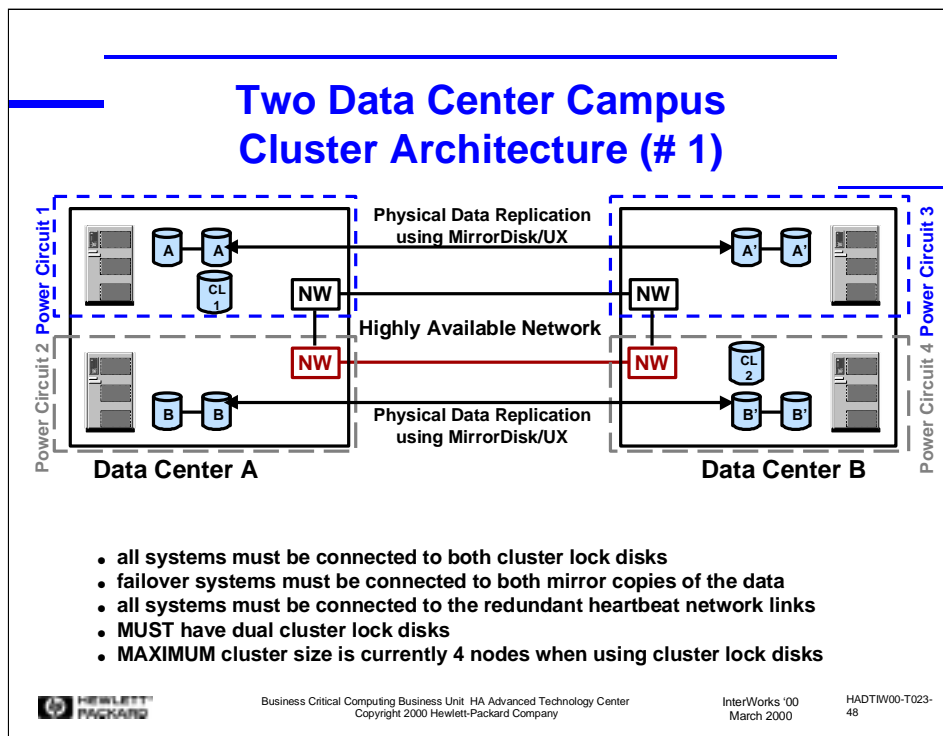 Two Data Center Campus
Cluster Architecture (# 1)
Power Circuit 1
A
A
CL
1
NW
Physical Data Replication
using MirrorDisk/UX
NW
A'
A'
Power Circuit 3
Highly Available Network
Power Circuit 2
B
B
NW
NW
CL
2
B'
B'
Power Circuit 4
Physical Data Replication
using MirrorDisk/UX
Data Center A
Data Center B
• all systems must be connected to both cluster lock disks
• failover systems must be connected to both mirror copies of the data
• all systems must be connected to the redundant heartbeat network links
• MUST have dual cluster lock disks
• MAXIMUM cluster size is currently 4 nodes when using cluster lock disks
hp HEWLETT®
PACKARD
Business Critical Computing Business Unit HA Advanced Technology Center
Copyright 2000 Hewlett-Packard Company
InterWorks '00
March 2000
HADTIW00-T023-
48